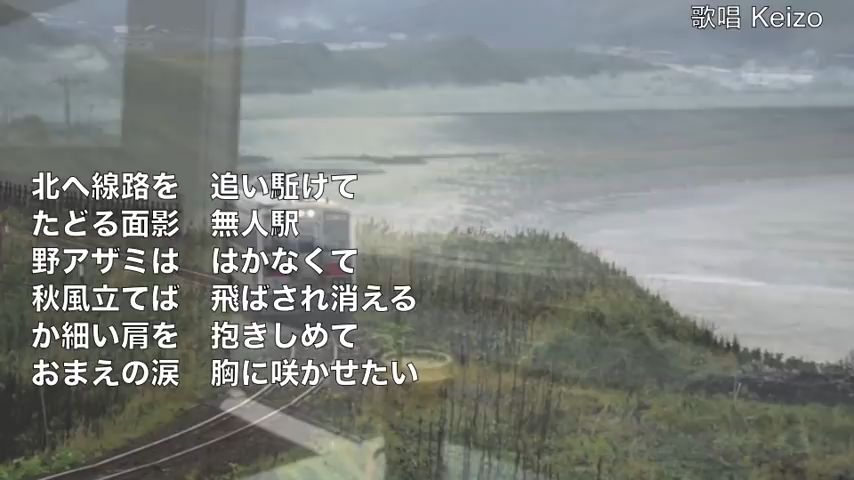 歌唱 Keizo
北へ線路を　追い駈けて
たどる面影　無人駅
野アザミは　はかなくて
秋風立てば　飛ばされ消える
か細い肩を　抱きしめて
おまえの涙　胸に咲かせたい